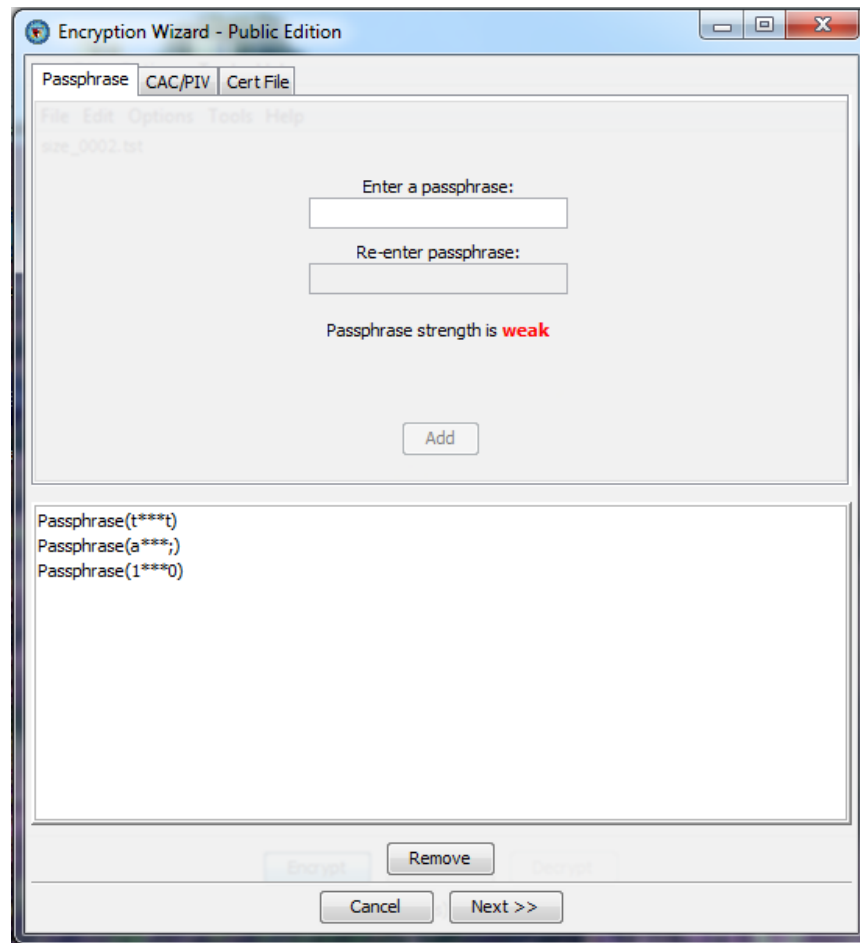 Encryption Wizard - Public Edition
Passphrase CAC/PIV Cert File
File Edit Options Tools Help
size_0002.tst
Enter a passphrase:
Re-enter passphrase:
Passphrase strength is weak
Add
Passphrase(t***t)
Passphrase(a***;)
Passphrase(1***0)
Encrypt Remove Decrypt
Cancel Next >>